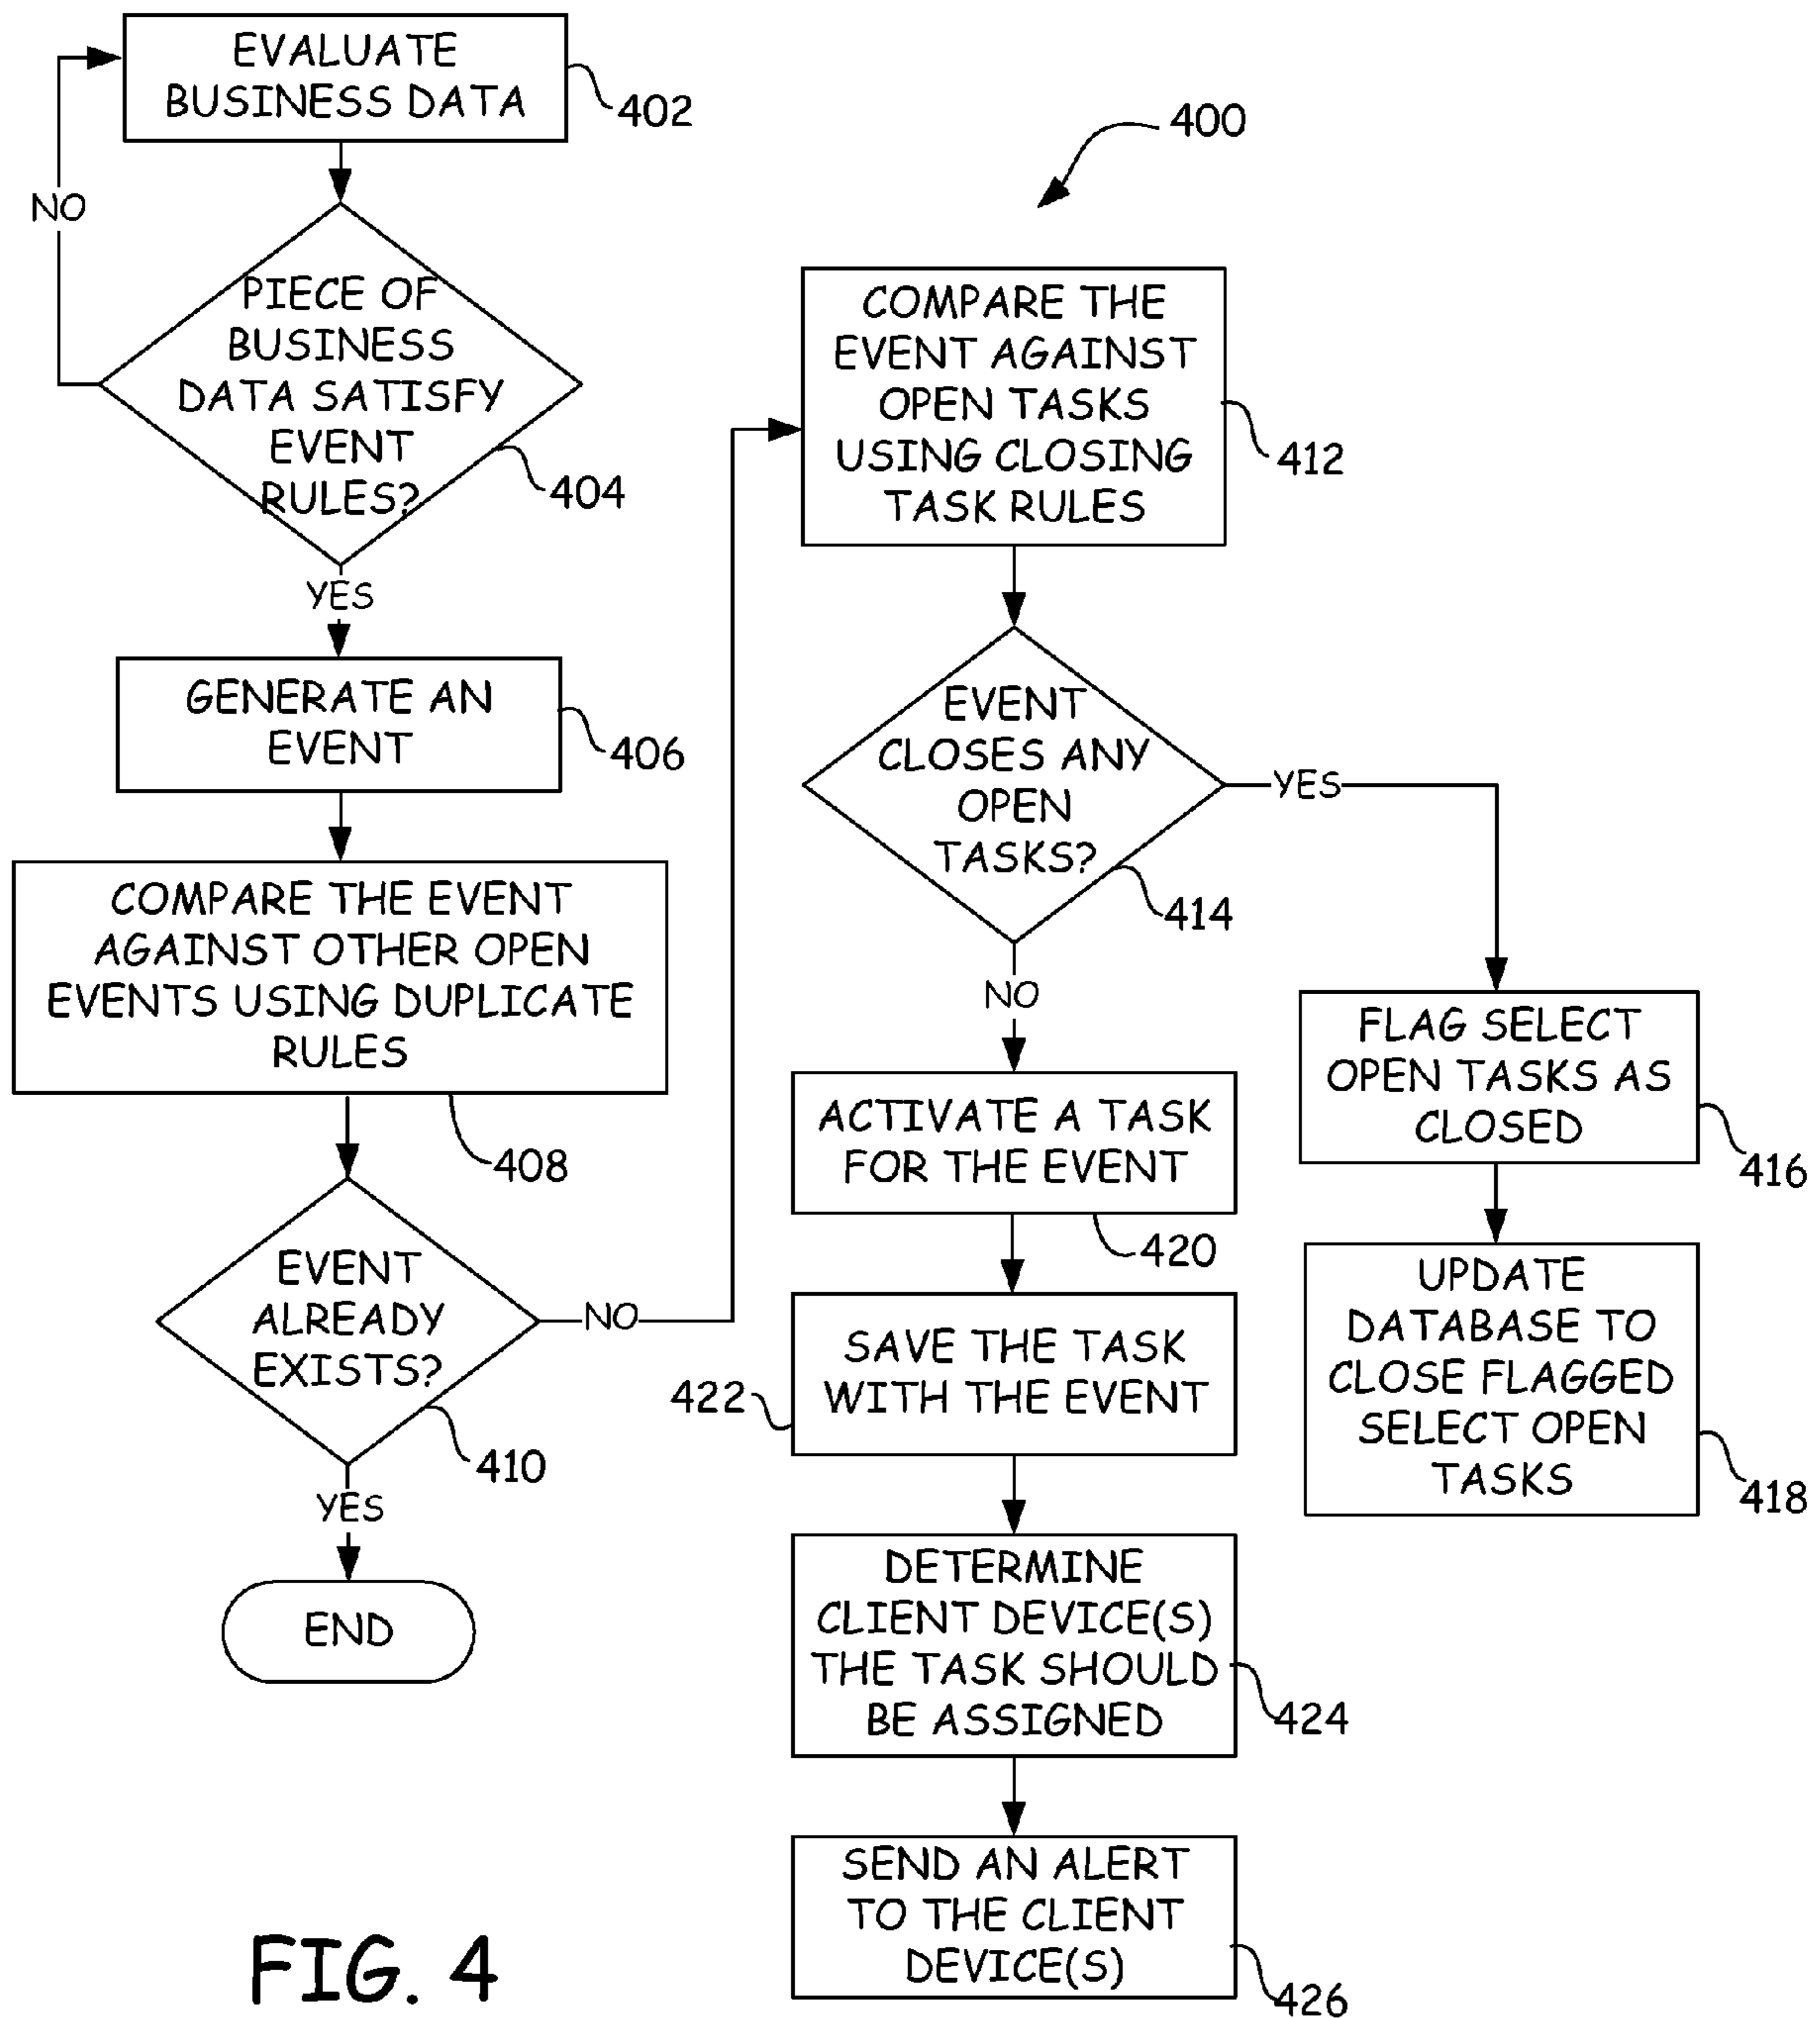 EVALUATE
BUSINESS DATA
402
NO
PIECE OF
BUSINESS
DATA SATISFY
EVENT
RULES?
404
YES
GENERATE AN
EVENT
406
COMPARE THE EVENT
AGAINST OTHER OPEN
EVENTS USING DUPLICATE
RULES
408
EVENT
ALREADY
EXISTS?
410
NO
YES
END
400
COMPARE THE
EVENT AGAINST
OPEN TASKS
USING CLOSING
TASK RULES
412
EVENT
CLOSES ANY
OPEN
TASKS?
414
YES
NO
FLAG SELECT
OPEN TASKS AS
CLOSED
416
UPDATE
DATABASE TO
CLOSE FLAGGED
SELECT OPEN
TASKS
418
ACTIVATE A TASK
FOR THE EVENT
420
SAVE THE TASK
WITH THE EVENT
422
DETERMINE
CLIENT DEVICE(S)
THE TASK SHOULD
BE ASSIGNED
424
SEND AN ALERT
TO THE CLIENT
DEVICE(S)
426
FIG. 4